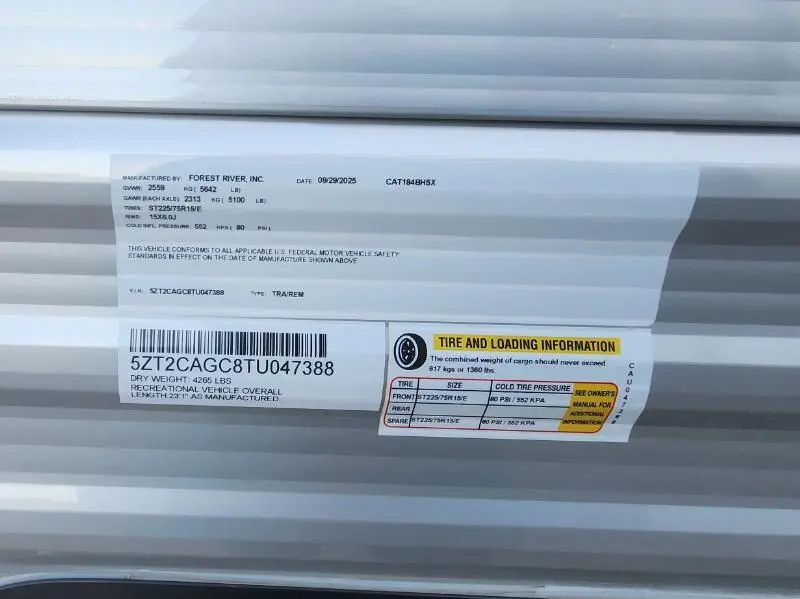 MANUFACTURED BY: FOREST RIVER, INC. DATE 09/29/2025 CAT184BHSX
GVWR: 2559 KG ( 5642 LB)
GAWR (EACH AXLE) 2313 KG ( 5100 LB)
TIRES: ST225/75R15/E
RIMS: 15X6.0J
COLD INFL. PRESSURE: 552 KPA ( 80 PSI)
THIS VEHICLE CONFORMS TO ALL APPLICABLE U.S. FEDERAL MOTOR VEHICLE SAFETY
STANDARDS IN EFFECT ON THE DATE OF MANUFACTURE SHOWN ABOVE
V.I.N.: 5ZT2CAGC8TU047388 TYPE: TRA/REM
5ZT2CAGC8TU047388
DRY WEIGHT: 4265 LBS
RECREATIONAL VEHICLE OVERALL
LENGTH 23'1" AS MANUFACTURED.
TIRE AND LOADING INFORMATION
The combined weight of cargo should never exceed
617 kgs or 1360 lbs.
TIRE SIZE COLD TIRE PRESSURE
FRONT ST225/75R15/E 80 PSI / 552 KPA
REAR
SPARE ST225/75R15/E 80 PSI / 552 KPA
SEE OWNER'S
MANUAL FOR
ADDITIONAL
INFORMATION